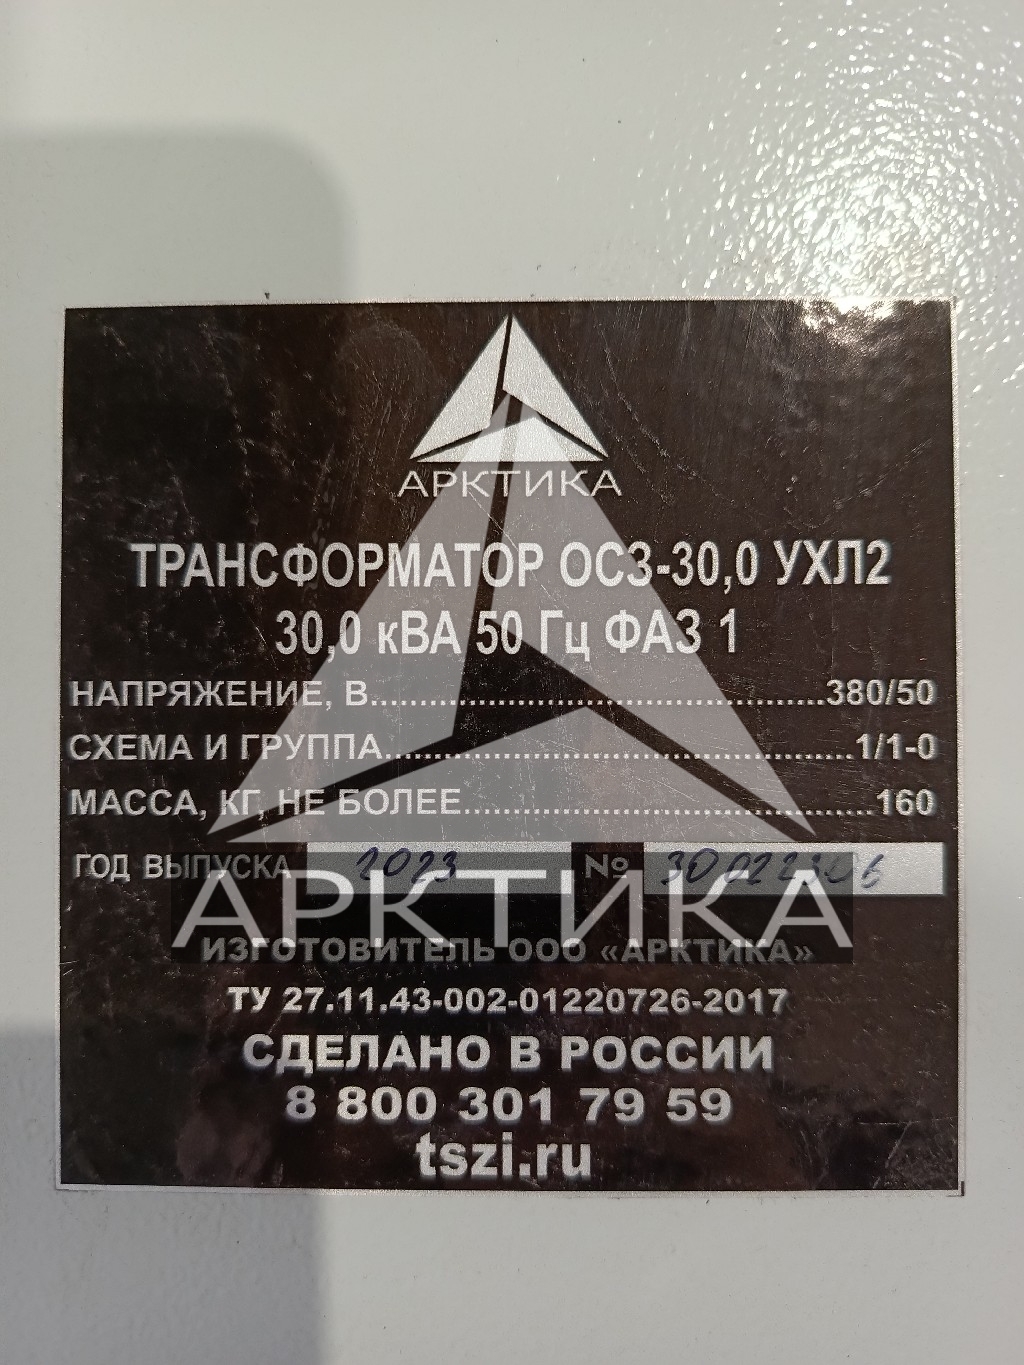 АРКТИКА
ТРАНСФОРМАТОР ОСЗ-30,0 УХЛ2
30,0 кВА 50 Гц ФАЗ 1
НАПРЯЖЕНИЕ, В..............................................380/50
СХЕМА И ГРУППА...............................................1/1-0
МАССА, КГ, НЕ БОЛЕЕ.........................................160
ГОД ВЫПУСКА 2023 № 30022306
АРКТИКА
ИЗГОТОВИТЕЛЬ ООО «АРКТИКА»
ТУ 27.11.43-002-01220726-2017
СДЕЛАНО В РОССИИ
8 800 301 79 59
tszi.ru